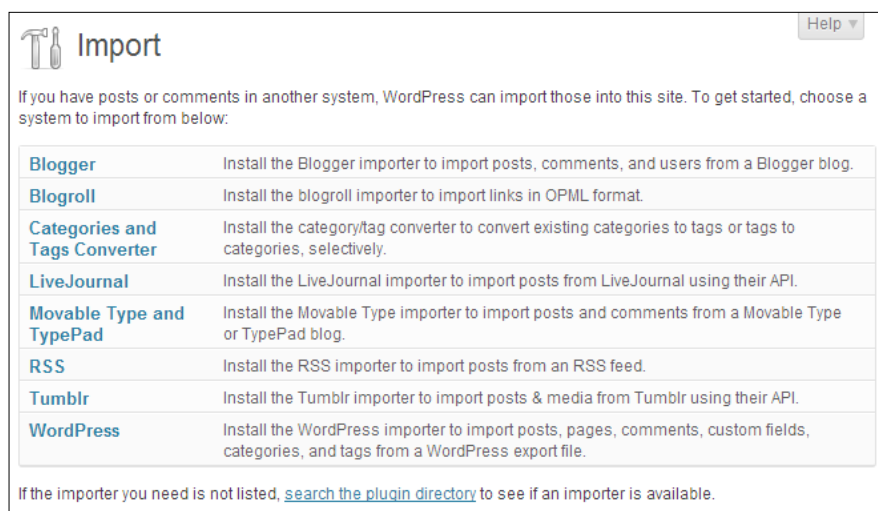 Help
Import
If you have posts or comments in another system, WordPress can import those into this site. To get started, choose a
system to import from below:
Blogger Install the Blogger importer to import posts, comments, and users from a Blogger blog.
Blogroll Install the blogroll importer to import links in OPML format.
Categories and Install the category/tag converter to convert existing categories to tags or tags to
Tags Converter categories, selectively.
LiveJournal Install the LiveJournal importer to import posts from LiveJournal using their API.
Movable Type and Install the Movable Type importer to import posts and comments from a Movable Type
TypePad or TypePad blog.
RSS Install the RSS importer to import posts from an RSS feed.
Tumblr Install the Tumblr importer to import posts & media from Tumblr using their API.
WordPress Install the WordPress importer to import posts, pages, comments, custom fields,
categories, and tags from a WordPress export file.
If the importer you need is not listed, search the plugin directory to see if an importer is available.